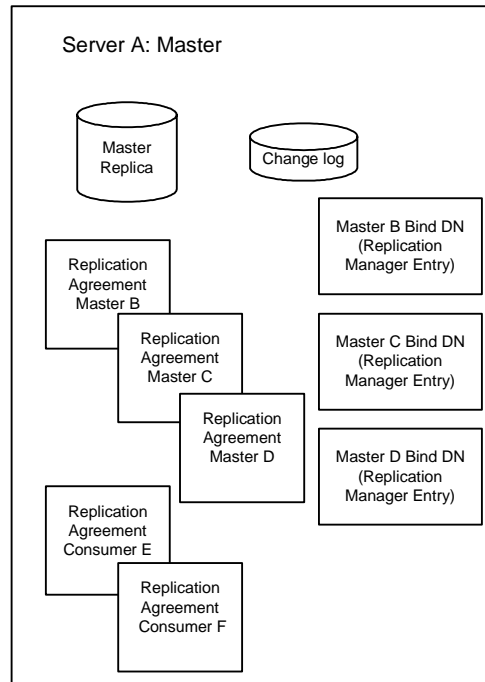 Server A: Master
Master
Replica
Change log
Master B Bind DN
(Replication
Manager Entry)
Replication
Agreement
Master B
Replication
Agreement
Master C
Master C Bind DN
(Replication
Manager Entry)
Replication
Agreement
Master D
Master D Bind DN
(Replication
Manager Entry)
Replication
Agreement
Consumer E
Replication
Agreement
Consumer F